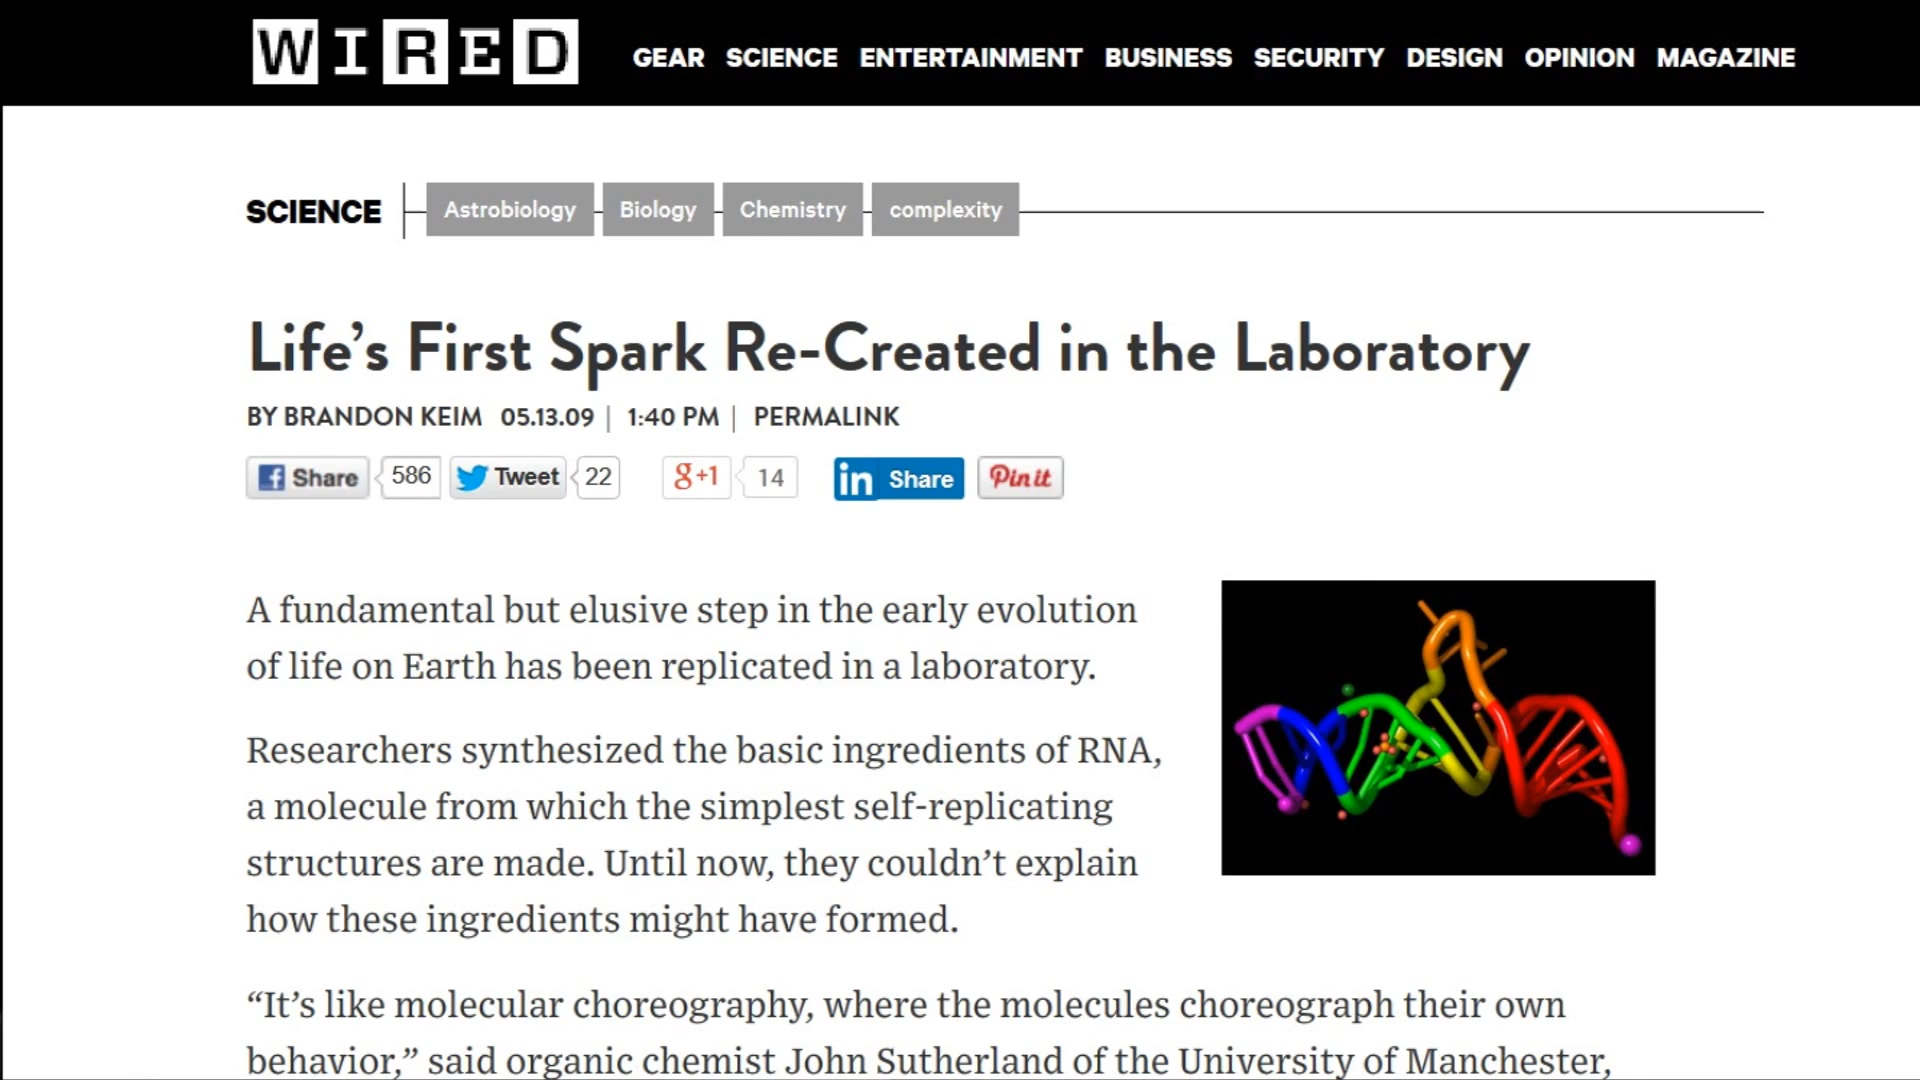 WIRED GEAR SCIENCE ENTERTAINMENT BUSINESS SECURITY DESIGN OPINION MAGAZINE
SCIENCE Astrobiology Biology Chemistry complexity
Life’s First Spark Re-Created in the Laboratory
BY BRANDON KEIM 05.13.09 | 1:40 PM | PERMALINK
f Share 586 Tweet 22 g+1 14 in Share Pin it
A fundamental but elusive step in the early evolution
of life on Earth has been replicated in a laboratory.
Researchers synthesized the basic ingredients of RNA,
a molecule from which the simplest self-replicating
structures are made. Until now, they couldn’t explain
how these ingredients might have formed.
“It’s like molecular choreography, where the molecules choreograph their own
behavior,” said organic chemist John Sutherland of the University of Manchester,